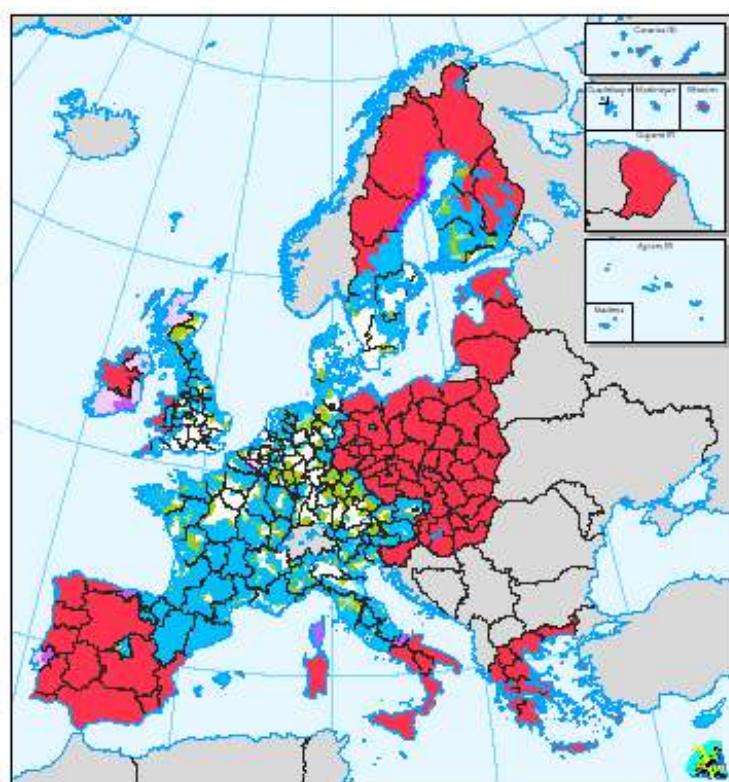 Canarias (E)
Guadeloupe
Martinique
Réunion
Guyane (F)
Açores (P)
Madeira